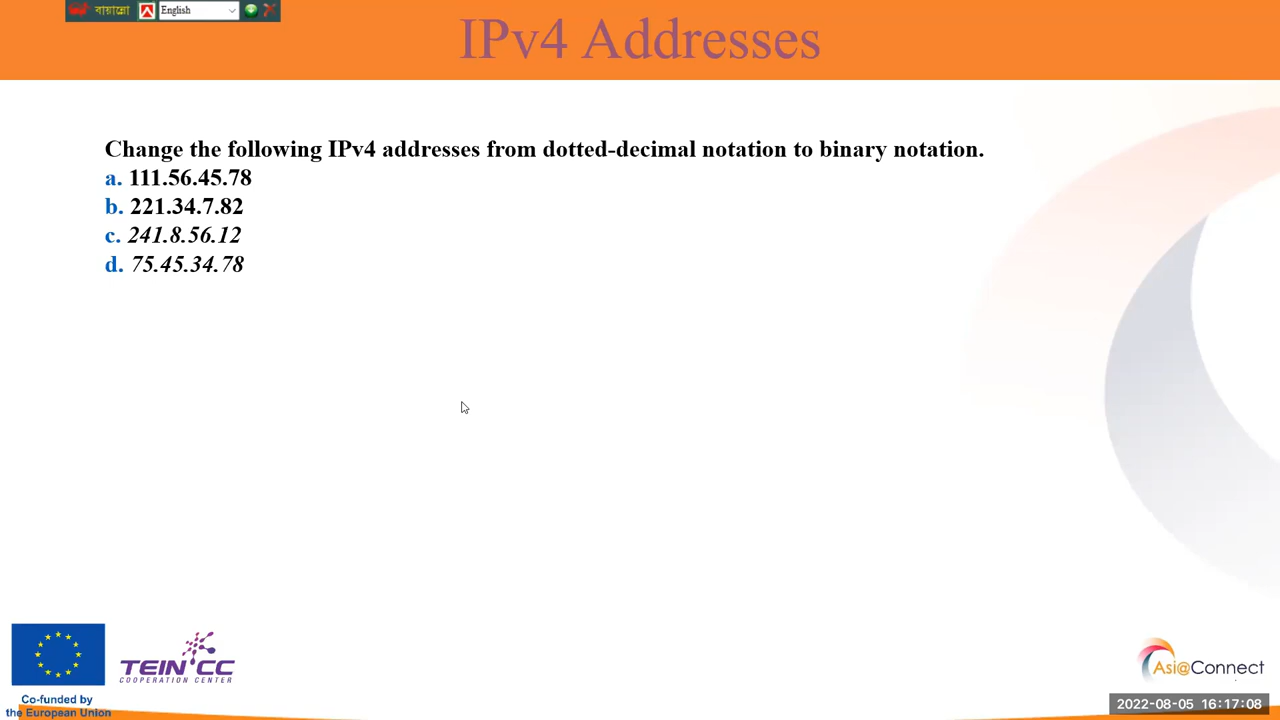 বায়ান্নো English
IPv4 Addresses
Change the following IPv4 addresses from dotted-decimal notation to binary notation.
a. 111.56.45.78
b. 221.34.7.82
c. 241.8.56.12
d. 75.45.34.78
TEIN*CC
COOPERATION CENTER
Co-funded by
the European Union
Asi@Connect
2022-08-05 16:17:08